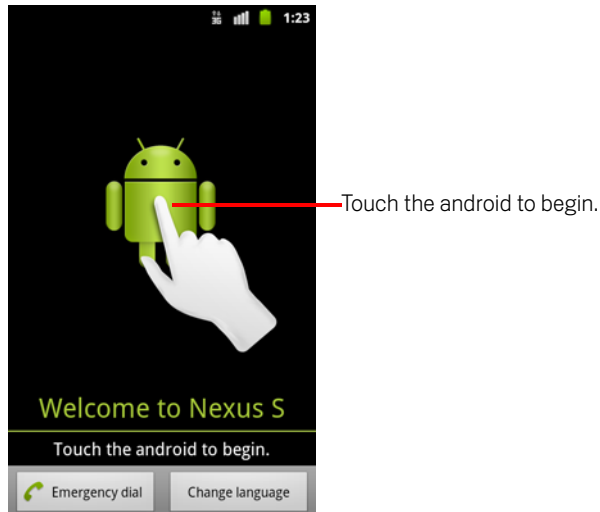 3G 1:23
Touch the android to begin.
Welcome to Nexus S
Touch the android to begin.
Emergency dial Change language